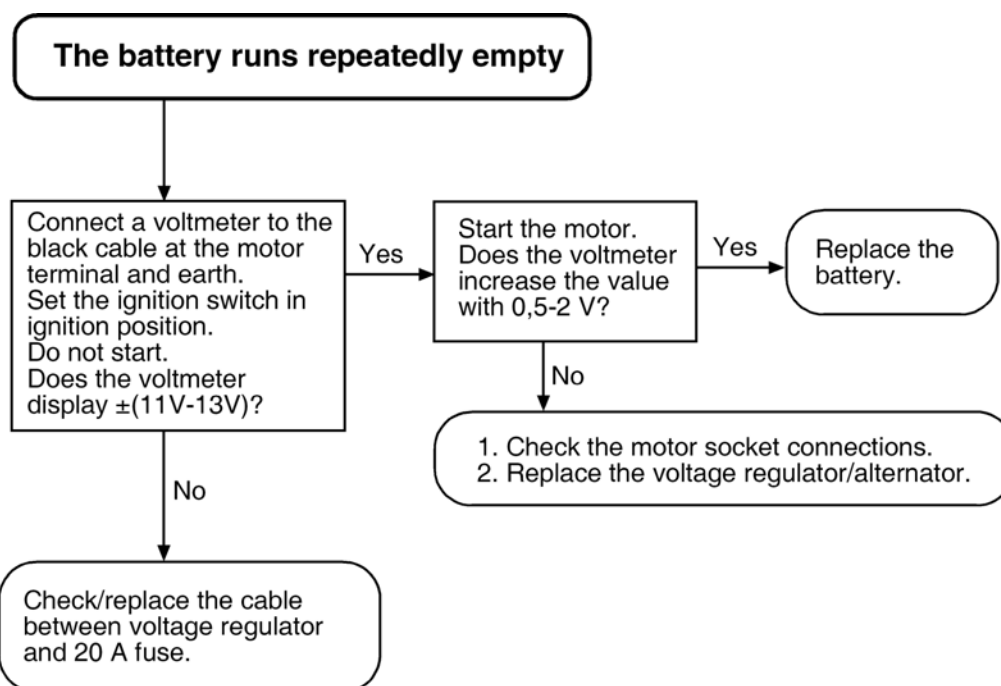 The battery runs repeatedly empty
Connect a voltmeter to the
black cable at the motor
terminal and earth.
Set the ignition switch in
ignition position.
Do not start.
Does the voltmeter
display ±(11V-13V)?
Yes
Start the motor.
Does the voltmeter
increase the value
with 0,5-2 V?
Yes
Replace the
battery.
No
1. Check the motor socket connections.
2. Replace the voltage regulator/alternator.
No
Check/replace the cable
between voltage regulator
and 20 A fuse.